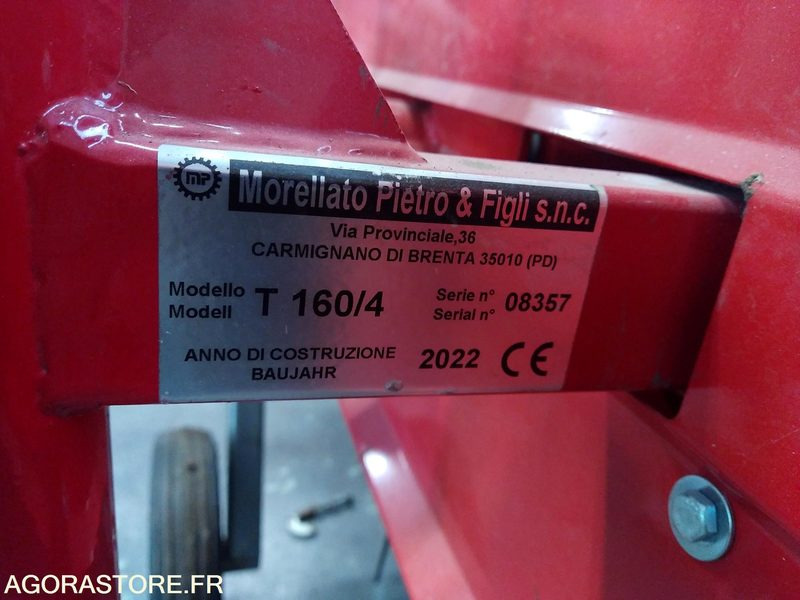 MP
Morellato Pietro & Figli s.n.c.
Via Provinciale,36
CARMIGNANO DI BRENTA 35010 (PD)
Modello
Modell
T 160/4
Serie n°
Serial n°
08357
ANNO DI COSTRUZIONE
BAUJAHR
2022 CE
AGORASTORE.FR